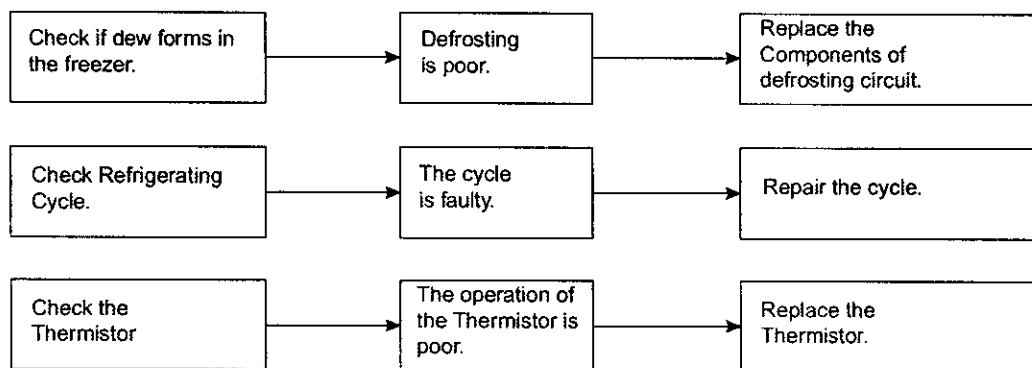 Check if dew forms in
the freezer.
Defrosting
is poor.
Replace the
Components of
defrosting circuit.
Check Refrigerating
Cycle.
The cycle
is faulty.
Repair the cycle.
Check the
Thermistor
The operation of
the Thermistor is
poor.
Replace the
Thermistor.